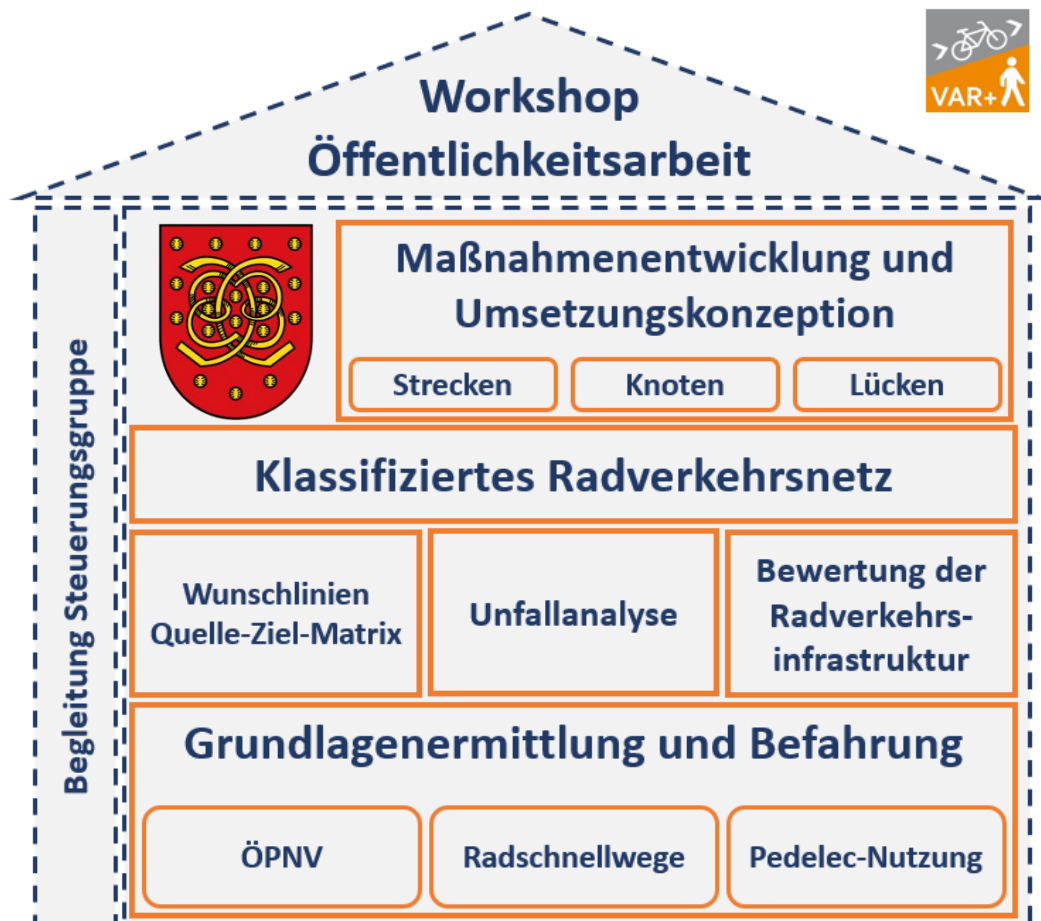 VAR+
Workshop
Öffentlichkeitsarbeit
Begleitung Steuerungsgruppe
Maßnahmenentwicklung und
Umsetzungskonzeption
Strecken
Knoten
Lücken
Klassifiziertes Radverkehrsnetz
Wunschlinien
Quelle-Ziel-Matrix
Unfallanalyse
Bewertung der
Radverkehrs-
infrastruktur
Grundlagenermittlung und Befahrung
ÖPNV
Radschnellwege
Pedelec-Nutzung